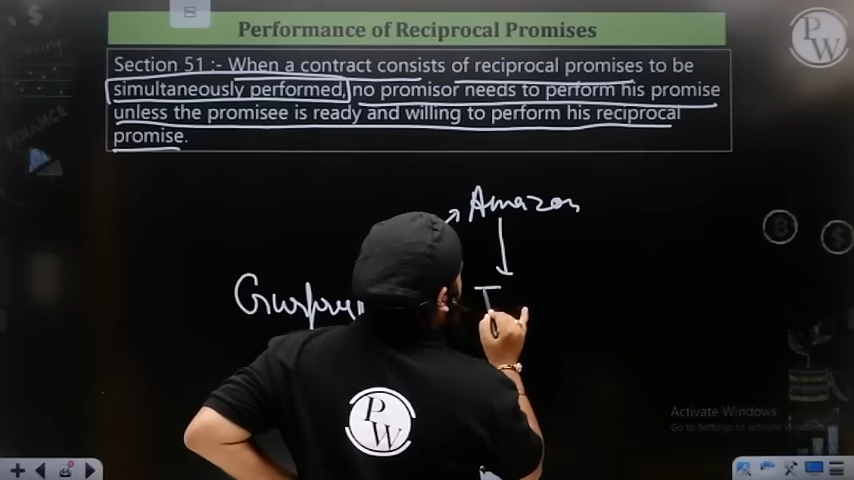 Performance of Reciprocal Promises
Section 51 :- When a contract consists of reciprocal promises to be
simultaneously performed, no promisor needs to perform his promise
unless the promisee is ready and willing to perform his reciprocal
promise.
Amazon
PW
FINANCE
PW
Activate Windows
Go to Settings to activate Windows